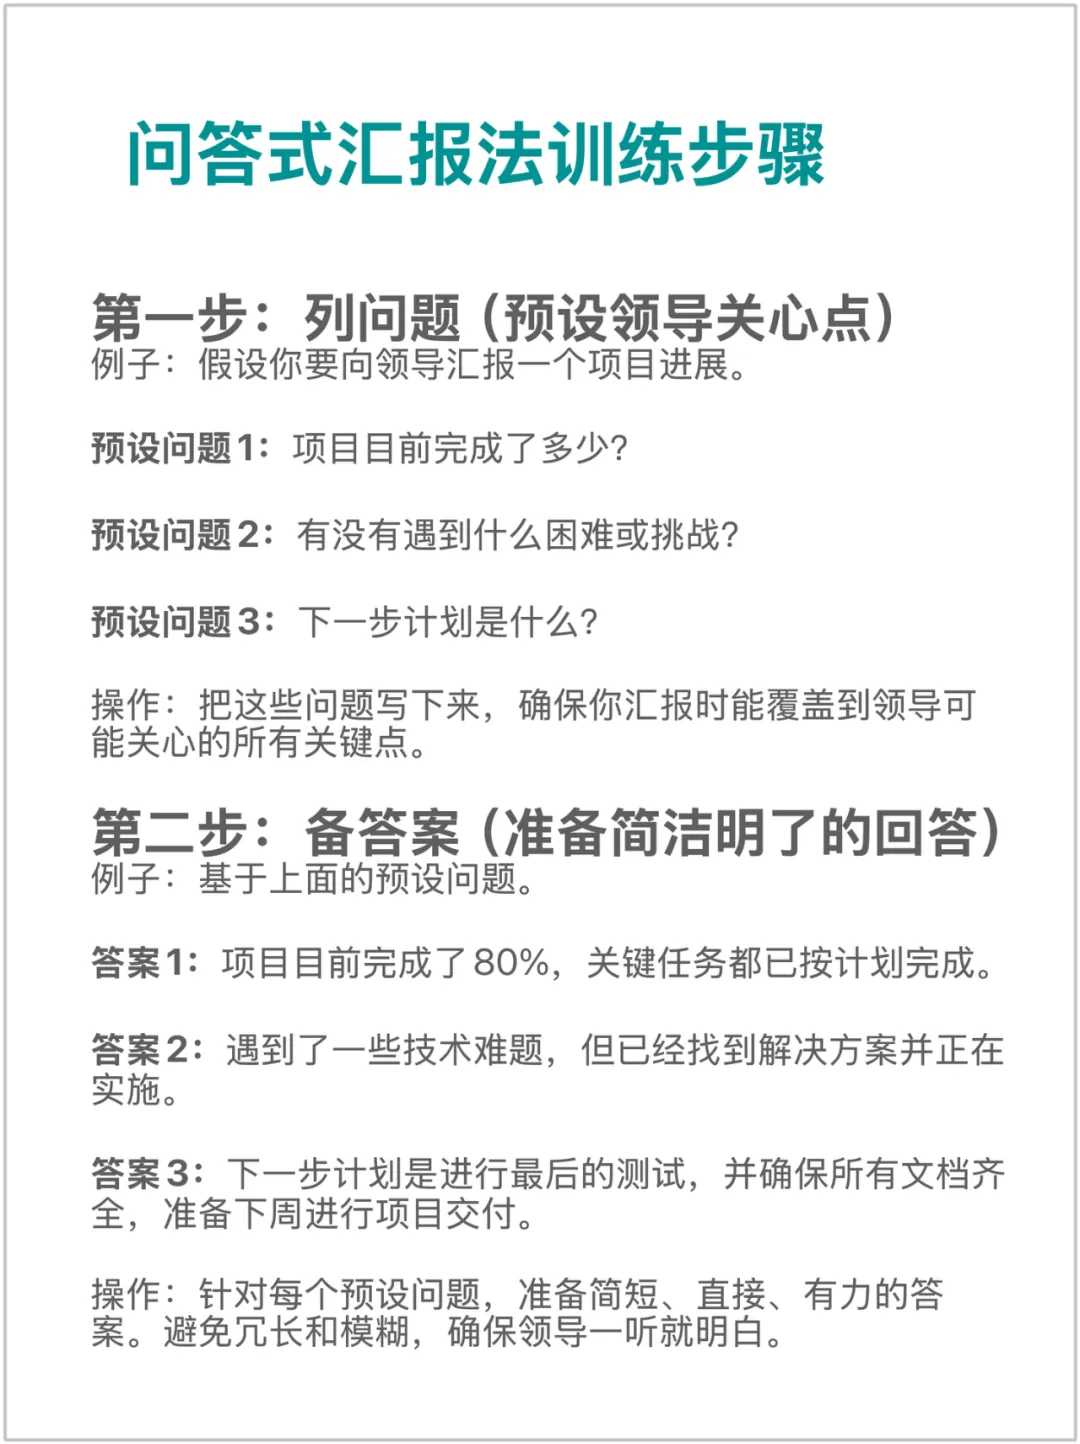 问答式汇报法训练步骤
第一步：列问题（预设领导关心点）
例子：假设你要向领导汇报一个项目进展。
预设问题1：项目目前完成了多少？
预设问题2：有没有遇到什么困难或挑战？
预设问题3：下一步计划是什么？
操作：把这些问题写下来，确保你汇报时能覆盖到领导可
能关心的所有关键点。
第二步：备答案（准备简洁明了的回答）
例子：基于上面的预设问题。
答案1：项目目前完成了80%，关键任务都已按计划完成。
答案2：遇到了一些技术难题，但已经找到解决方案并正在
实施。
答案3：下一步计划是进行最后的测试，并确保所有文档齐
全，准备下周进行项目交付。
操作：针对每个预设问题，准备简短、直接、有力的答
案。避免冗长和模糊，确保领导一听就明白。